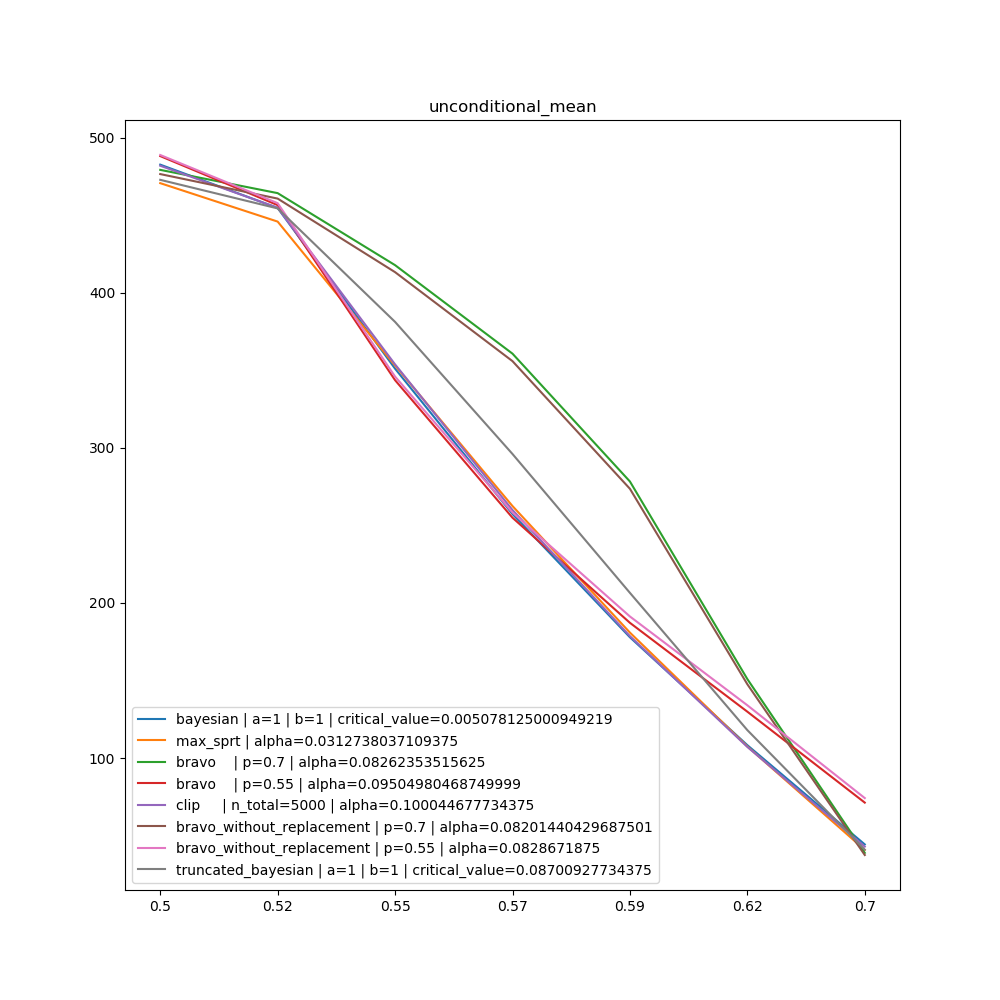 unconditional_mean
500
400
300
200
100
bayesian | a=1 | b=1 | critical_value=0.005078125000949219
max_sprt | alpha=0.0312738037109375
bravo | p=0.7 | alpha=0.08262353515625
bravo | p=0.55 | alpha=0.09504980468749999
clip | n_total=5000 | alpha=0.100044677734375
bravo_without_replacement | p=0.7 | alpha=0.08201440429687501
bravo_without_replacement | p=0.55 | alpha=0.0828671875
truncated_bayesian | a=1 | b=1 | critical_value=0.08700927734375
0.5 0.52 0.55 0.57 0.59 0.62 0.7